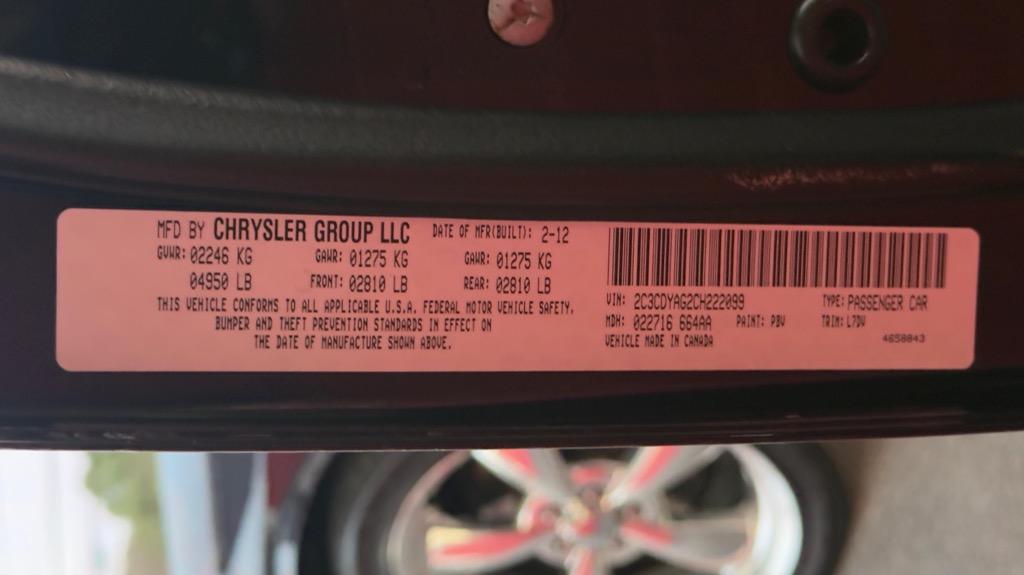 MFD BY CHRYSLER GROUP LLC DATE OF MFR(BUILT): 2-12
GVWR: 02246 KG GAWR: 01275 KG GAWR: 01275 KG
04950 LB FRONT: 02810 LB REAR: 02810 LB
THIS VEHICLE CONFORMS TO ALL APPLICABLE U.S.A. FEDERAL MOTOR VEHICLE SAFETY,
BUMPER AND THEFT PREVENTION STANDARDS IN EFFECT ON
THE DATE OF MANUFACTURE SHOWN ABOVE.
VIN: 2C3CDYAG2CH222099 TYPE: PASSENGER CAR
MDH: 022716 664AA PAINT: PBV TRIM: L7DV
VEHICLE MADE IN CANADA 4658843